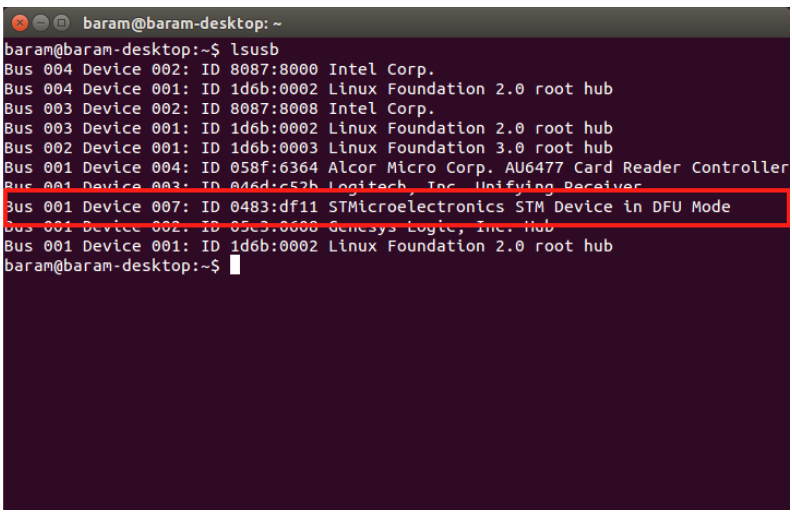 baram@baram-desktop: ~
baram@baram-desktop:~$ lsusb
Bus 004 Device 002: ID 8087:8000 Intel Corp.
Bus 004 Device 001: ID 1d6b:0002 Linux Foundation 2.0 root hub
Bus 003 Device 002: ID 8087:8008 Intel Corp.
Bus 003 Device 001: ID 1d6b:0002 Linux Foundation 2.0 root hub
Bus 002 Device 001: ID 1d6b:0003 Linux Foundation 3.0 root hub
Bus 001 Device 004: ID 058f:6364 Alcor Micro Corp. AU6477 Card Reader Controller
Bus 001 Device 003: ID 046d:c52b Logitech, Inc. Unifying Receiver
Bus 001 Device 007: ID 0483:df11 STMicroelectronics STM Device in DFU Mode
Bus 001 Device 002: ID 05e3:0608 Genesys Logic, Inc. Hub
Bus 001 Device 001: ID 1d6b:0002 Linux Foundation 2.0 root hub
baram@baram-desktop:~$